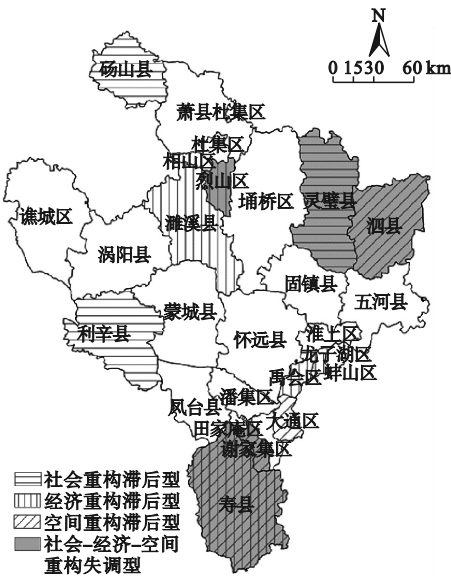 N
0 1530 60 km
砀山县
萧县杜集区
杜集区
相山区
烈山区
埇桥区
灵璧县
泗县
谯城区
濉溪县
涡阳县
固镇县
五河县
蒙城县
利辛县
怀远县
淮上区
龙子湖区
蚌山区
禹会区
潘集区
凤台县
大通区
田家庵区
谢家集区
寿县
社会重构滞后型
经济重构滞后型
空间重构滞后型
社会-经济-空间
重构失调型